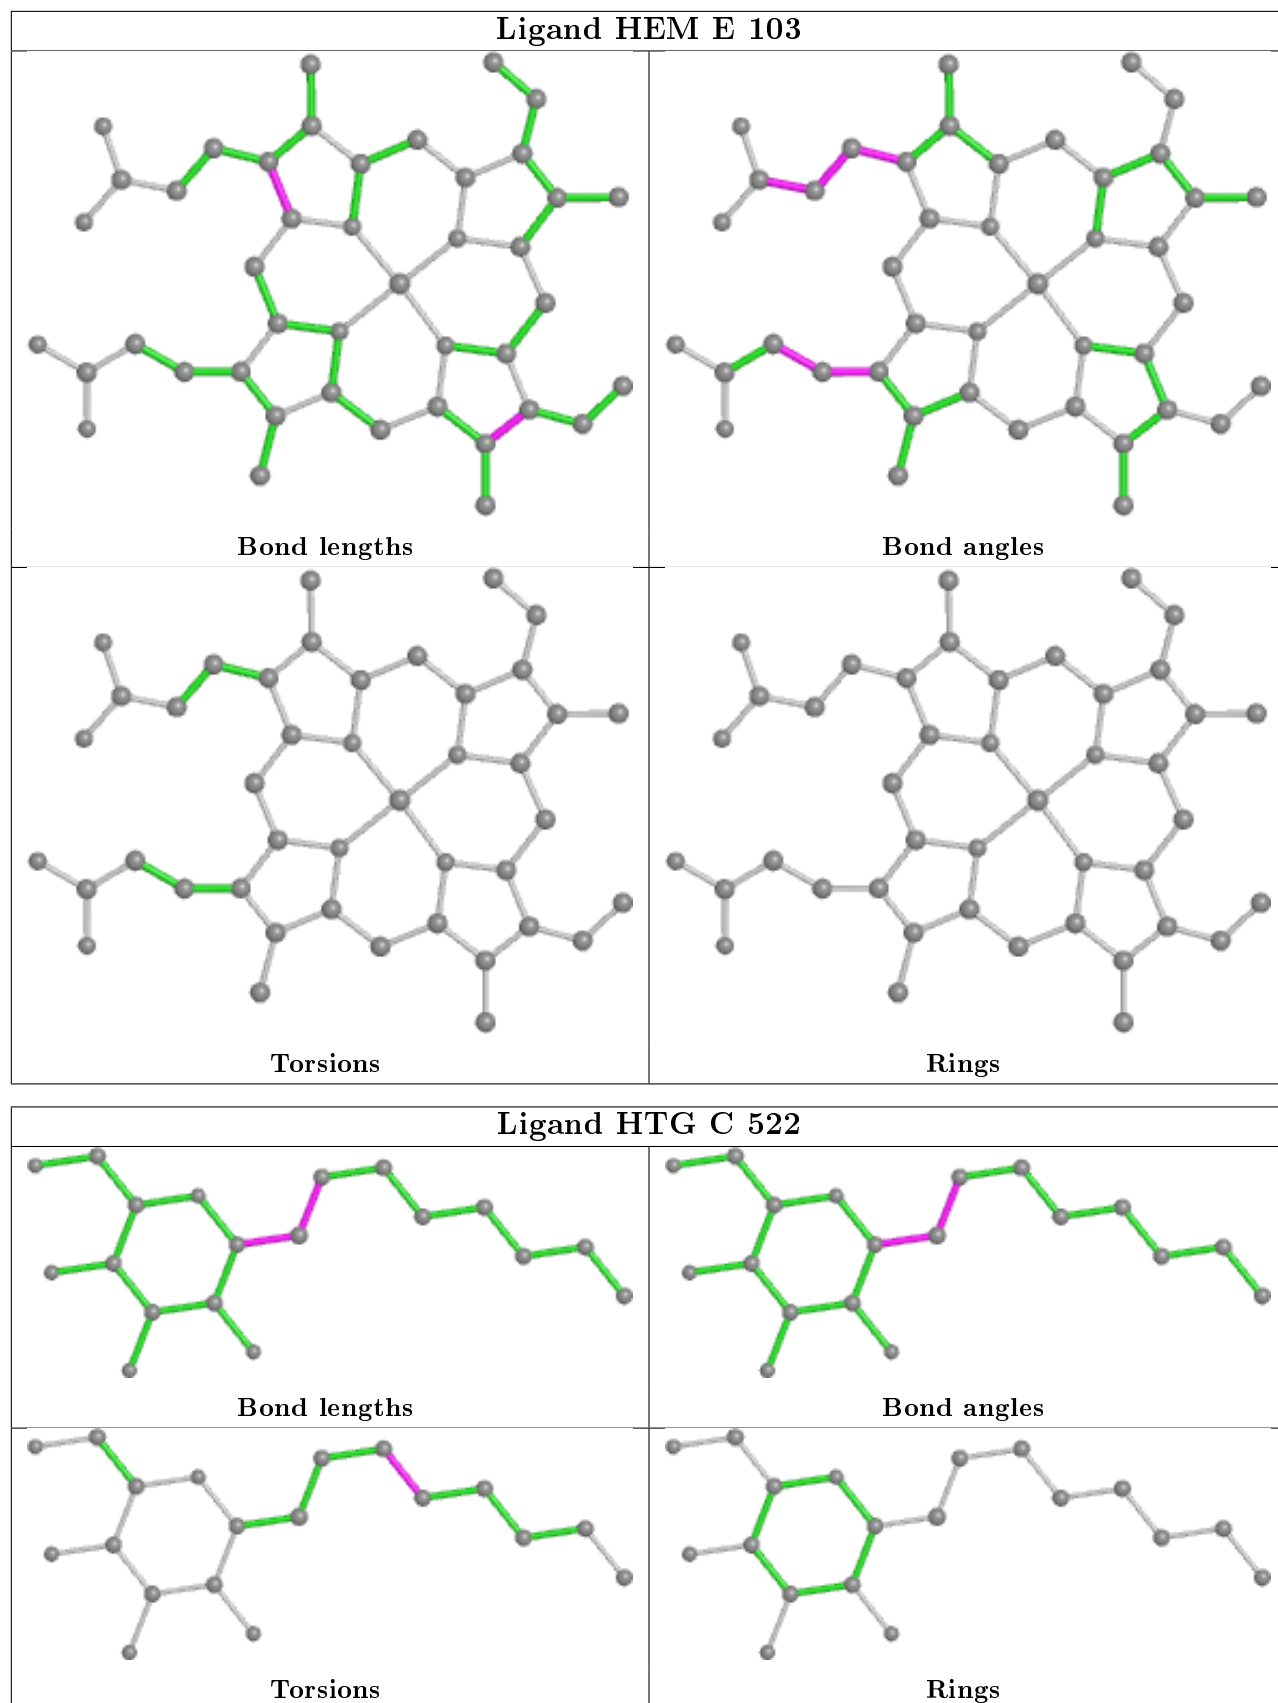 Ligand HEM E 103
Bond lengths
Bond angles
Torsions
Rings
Ligand HTG C 522
Bond lengths
Bond angles
Torsions
Rings